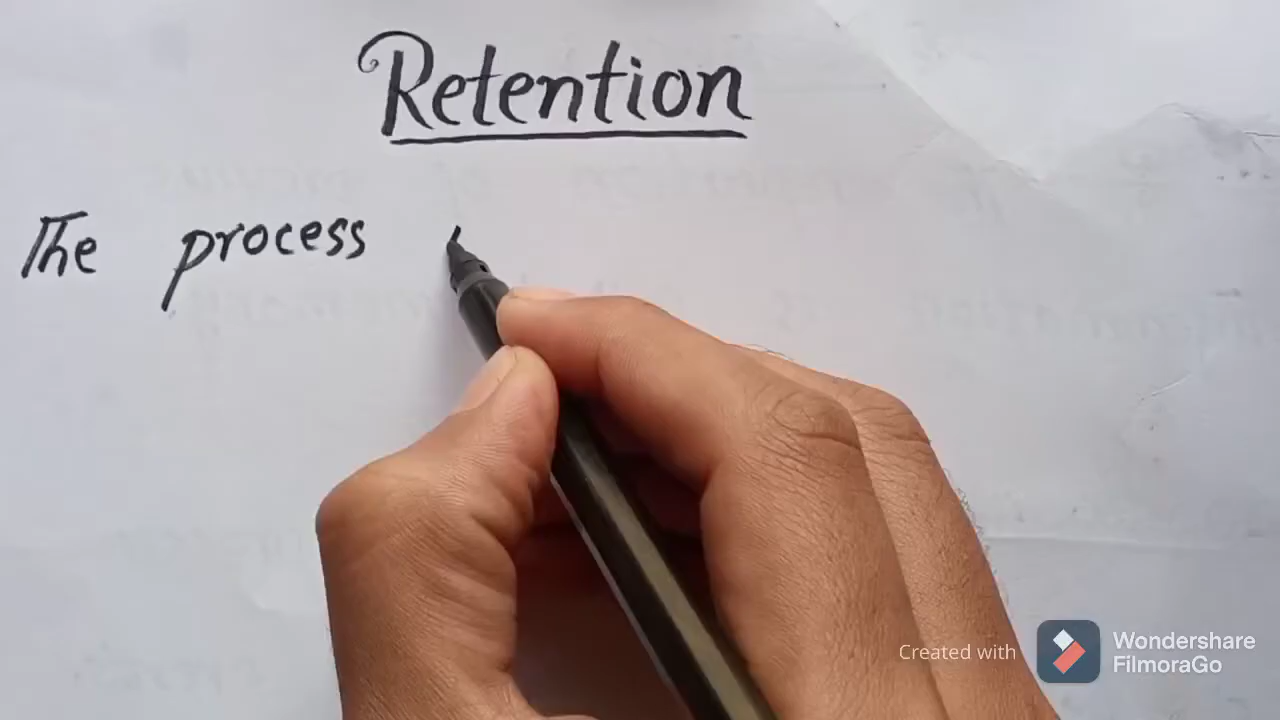 Retention
The process
Created with
Wondershare
FilmoraGo